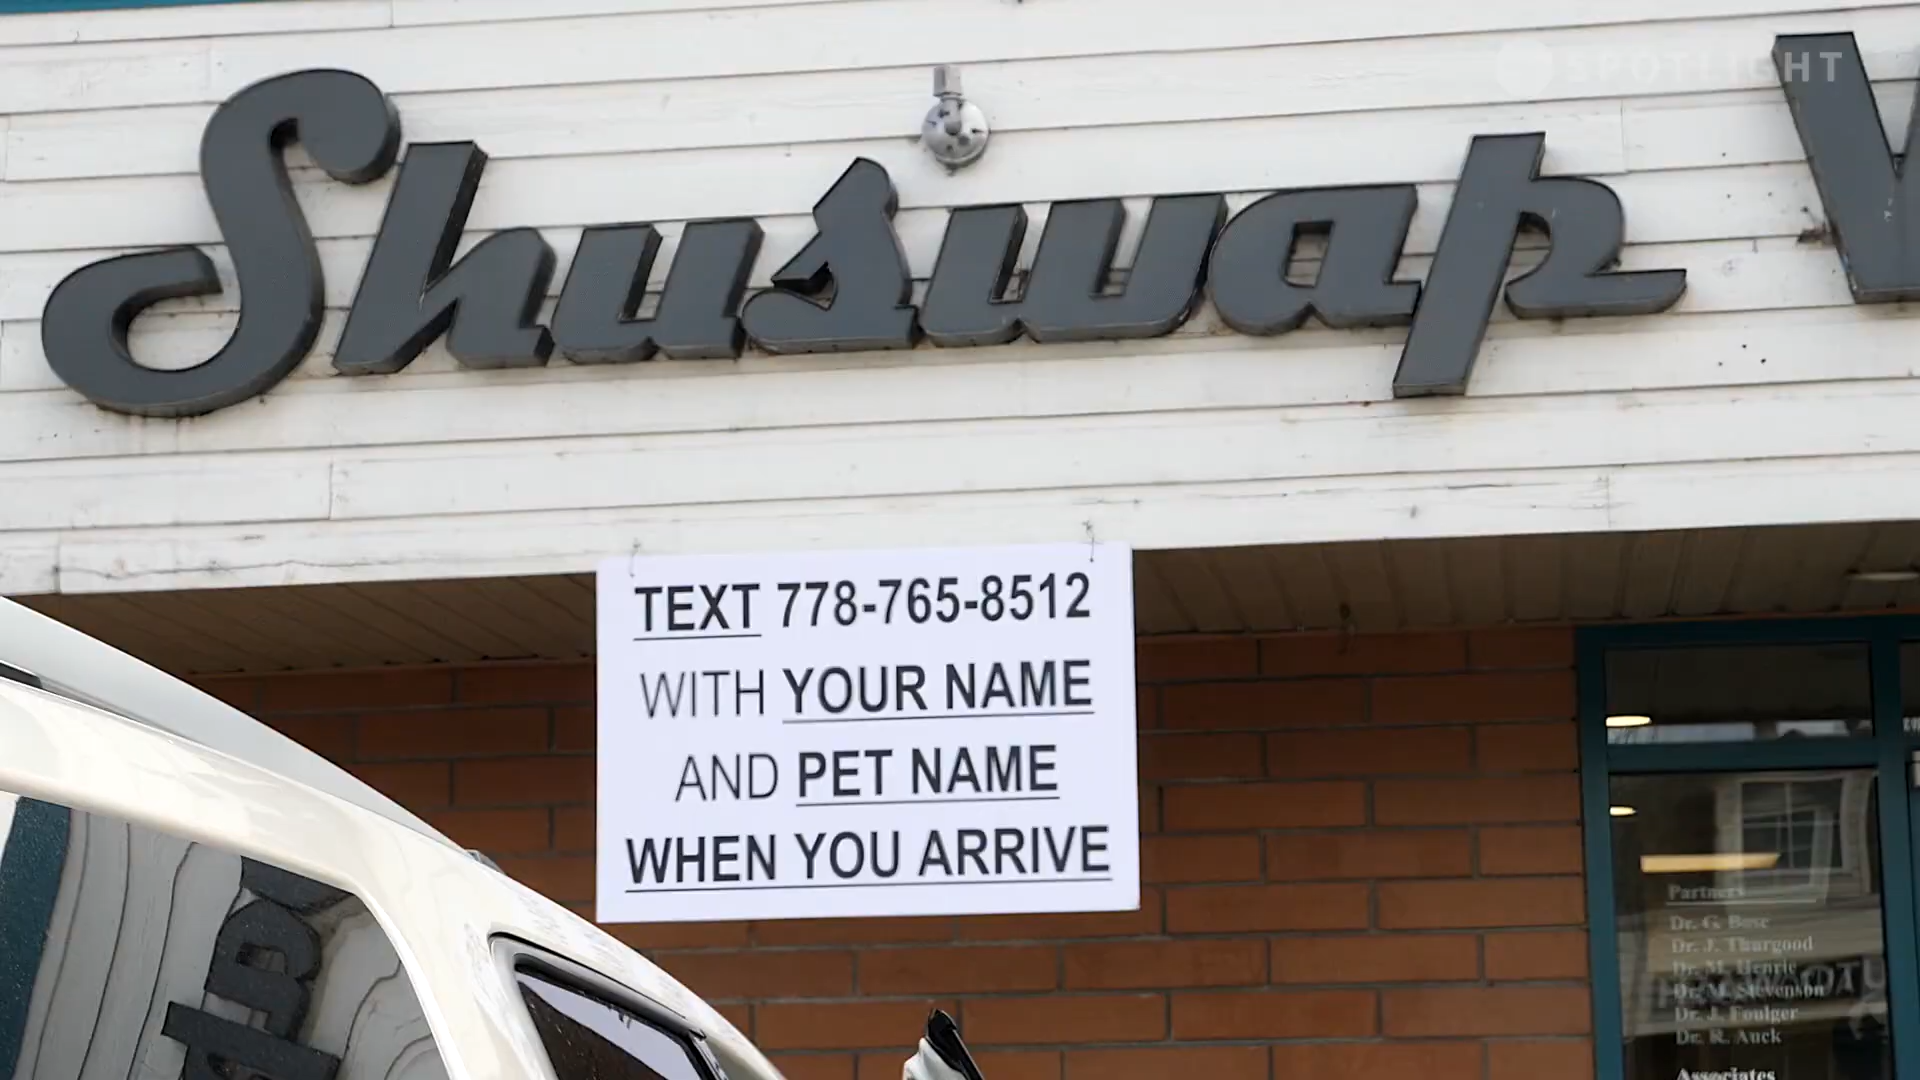 SPOTLIGHT
Shuswap V
TEXT 778-765-8512
WITH YOUR NAME
AND PET NAME
WHEN YOU ARRIVE
Partners
Dr. G. Bose
Dr. J. Thurgood
Dr. M. Henrie
Dr. M. Stevenson
Dr. J. Foulger
Dr. R. Auck
Associates